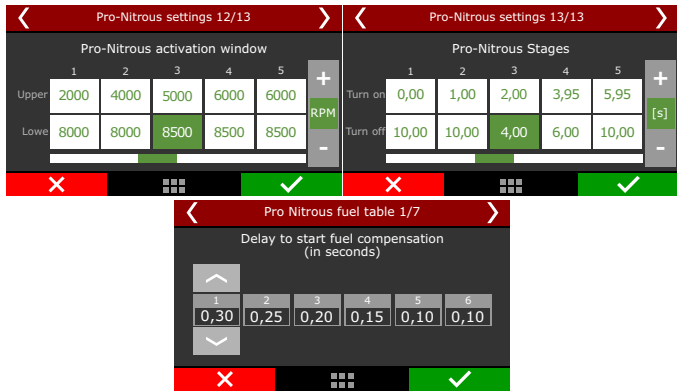 Pro-Nitrous settings 12/13
Pro-Nitrous activation window
1 2 3 4 5
Upper 2000 4000 5000 6000 6000
Lowe 8000 8000 8500 8500 8500
+
RPM
-
Pro-Nitrous settings 13/13
Pro-Nitrous Stages
1 2 3 4 5
Turn on 0,00 1,00 2,00 3,95 5,95
Turn off 10,00 10,00 4,00 6,00 10,00
+
[s]
-
Pro Nitrous fuel table 1/7
Delay to start fuel compensation
(in seconds)
1 2 3 4 5 6
0,30 0,25 0,20 0,15 0,10 0,10